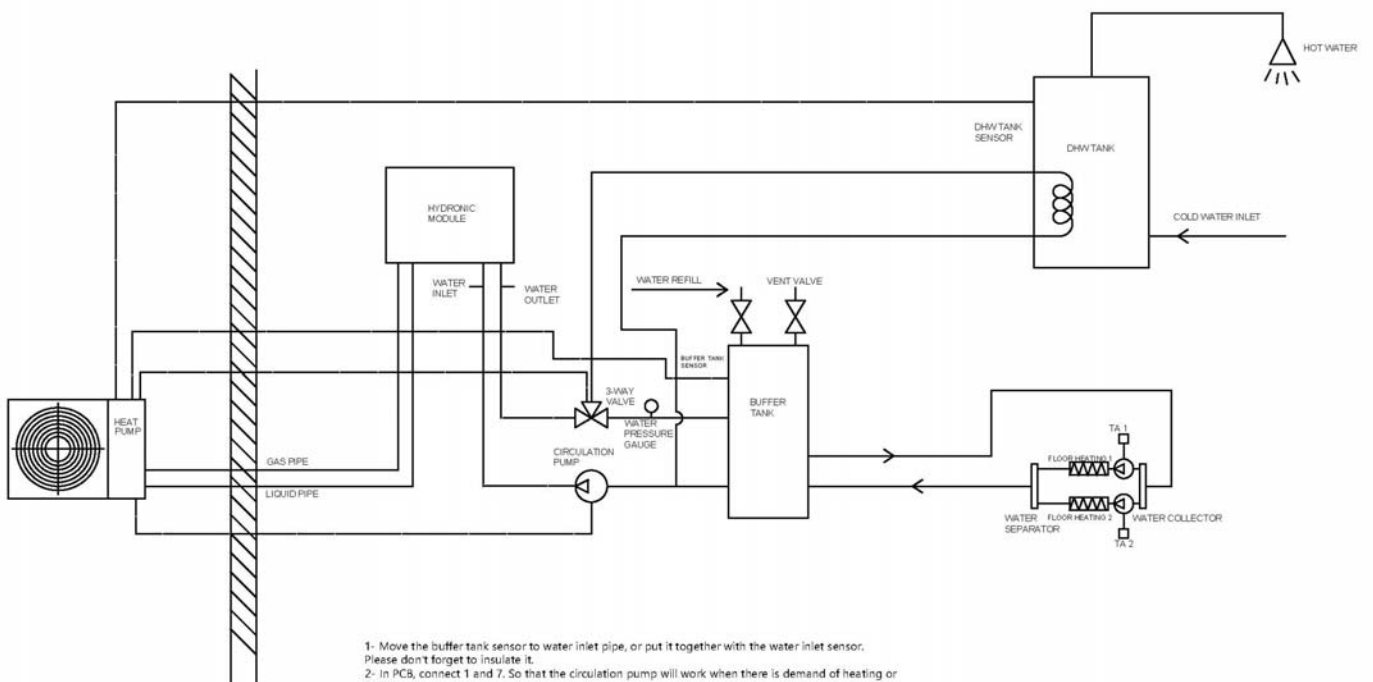 HOT WATER
DHW TANK
SENSOR
DHW TANK
HYDRONIC
MODULE
COLD WATER INLET
WATER
INLET
WATER
OUTLET
WATER REFILL
VENT VALVE
BUFFER TANK
SENSOR
3-WAY
VALVE
BUFFER
TANK
HEAT
PUMP
WATER
PRESSURE
GAUGE
TA 1
CIRCULATION
PUMP
GAS PIPE
FLOOR HEATING 1
LIQUID PIPE
FLOOR HEATING 2
WATER
SEPARATOR
WATER COLLECTOR
TA 2
1- Move the buffer tank sensor to water inlet pipe, or put it together with the water inlet sensor.
Please don't forget to insulate it.
2- In PCB, connect 1 and 7. So that the circulation pump will work when there is demand of heating or